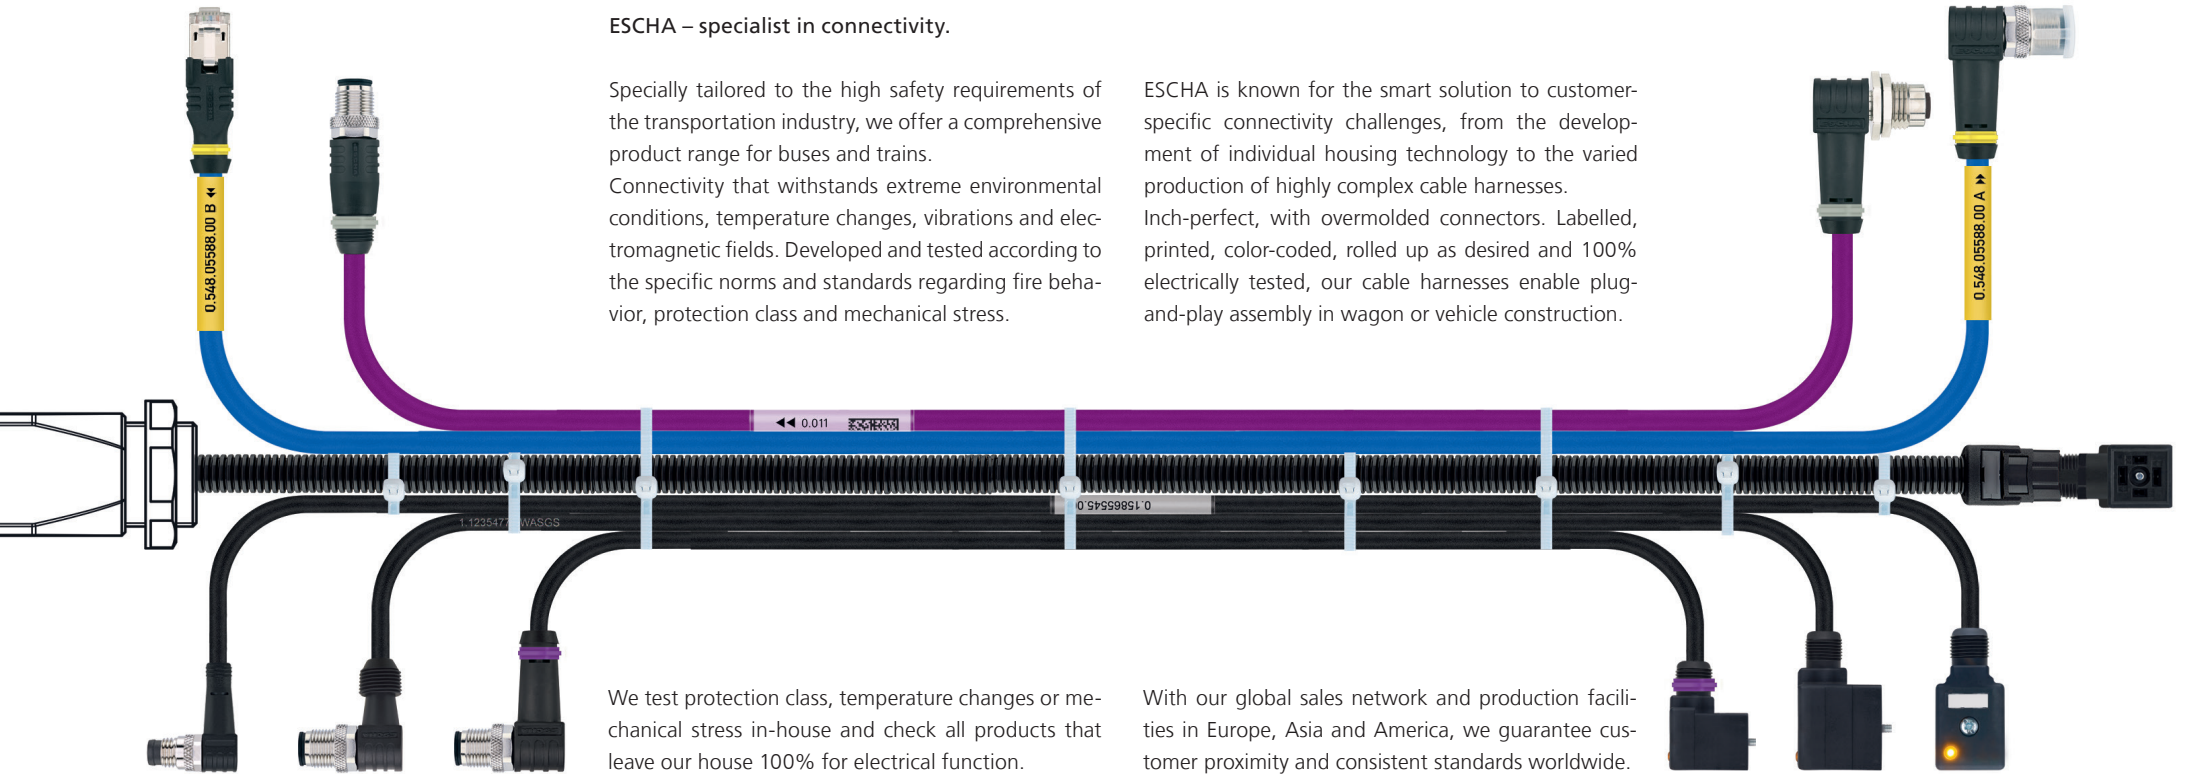 ESCHA – specialist in connectivity.
Specially tailored to the high safety requirements of
the transportation industry, we offer a comprehensive
product range for buses and trains.
Connectivity that withstands extreme environmental
conditions, temperature changes, vibrations and elec-
tromagnetic fields. Developed and tested according to
the specific norms and standards regarding fire beha-
vior, protection class and mechanical stress.
ESCHA is known for the smart solution to customer-
specific connectivity challenges, from the develop-
ment of individual housing technology to the varied
production of highly complex cable harnesses.
Inch-perfect, with overmolded connectors. Labelled,
printed, color-coded, rolled up as desired and 100%
electrically tested, our cable harnesses enable plug-
and-play assembly in wagon or vehicle construction.
0.548.05588.00 B
0.548.05588.00 A
◀◀ 0.011
0.15865545.0
1.1235477 WASGS
We test protection class, temperature changes or me-
chanical stress in-house and check all products that
leave our house 100% for electrical function.
With our global sales network and production facili-
ties in Europe, Asia and America, we guarantee cus-
tomer proximity and consistent standards worldwide.